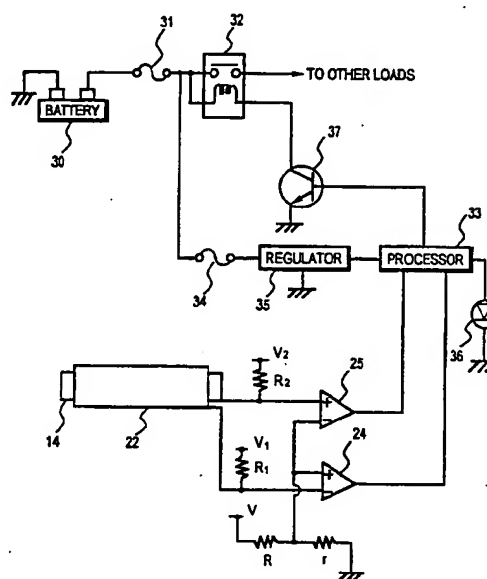 31
32
TO OTHER LOADS
BATTERY
30
37
33
REGULATOR
PROCESSOR
34
35
36
V2
R2
25
14
22
V1
R1
24
V
R
r